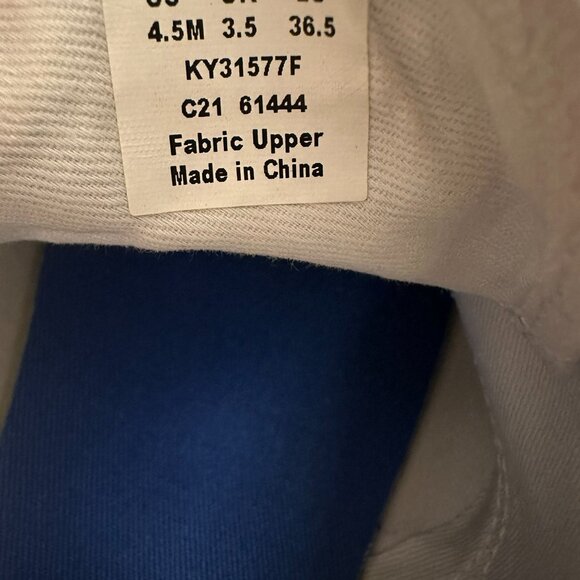 4.5M 3.5 36.5
KY31577F
C21 61444
Fabric Upper
Made in China